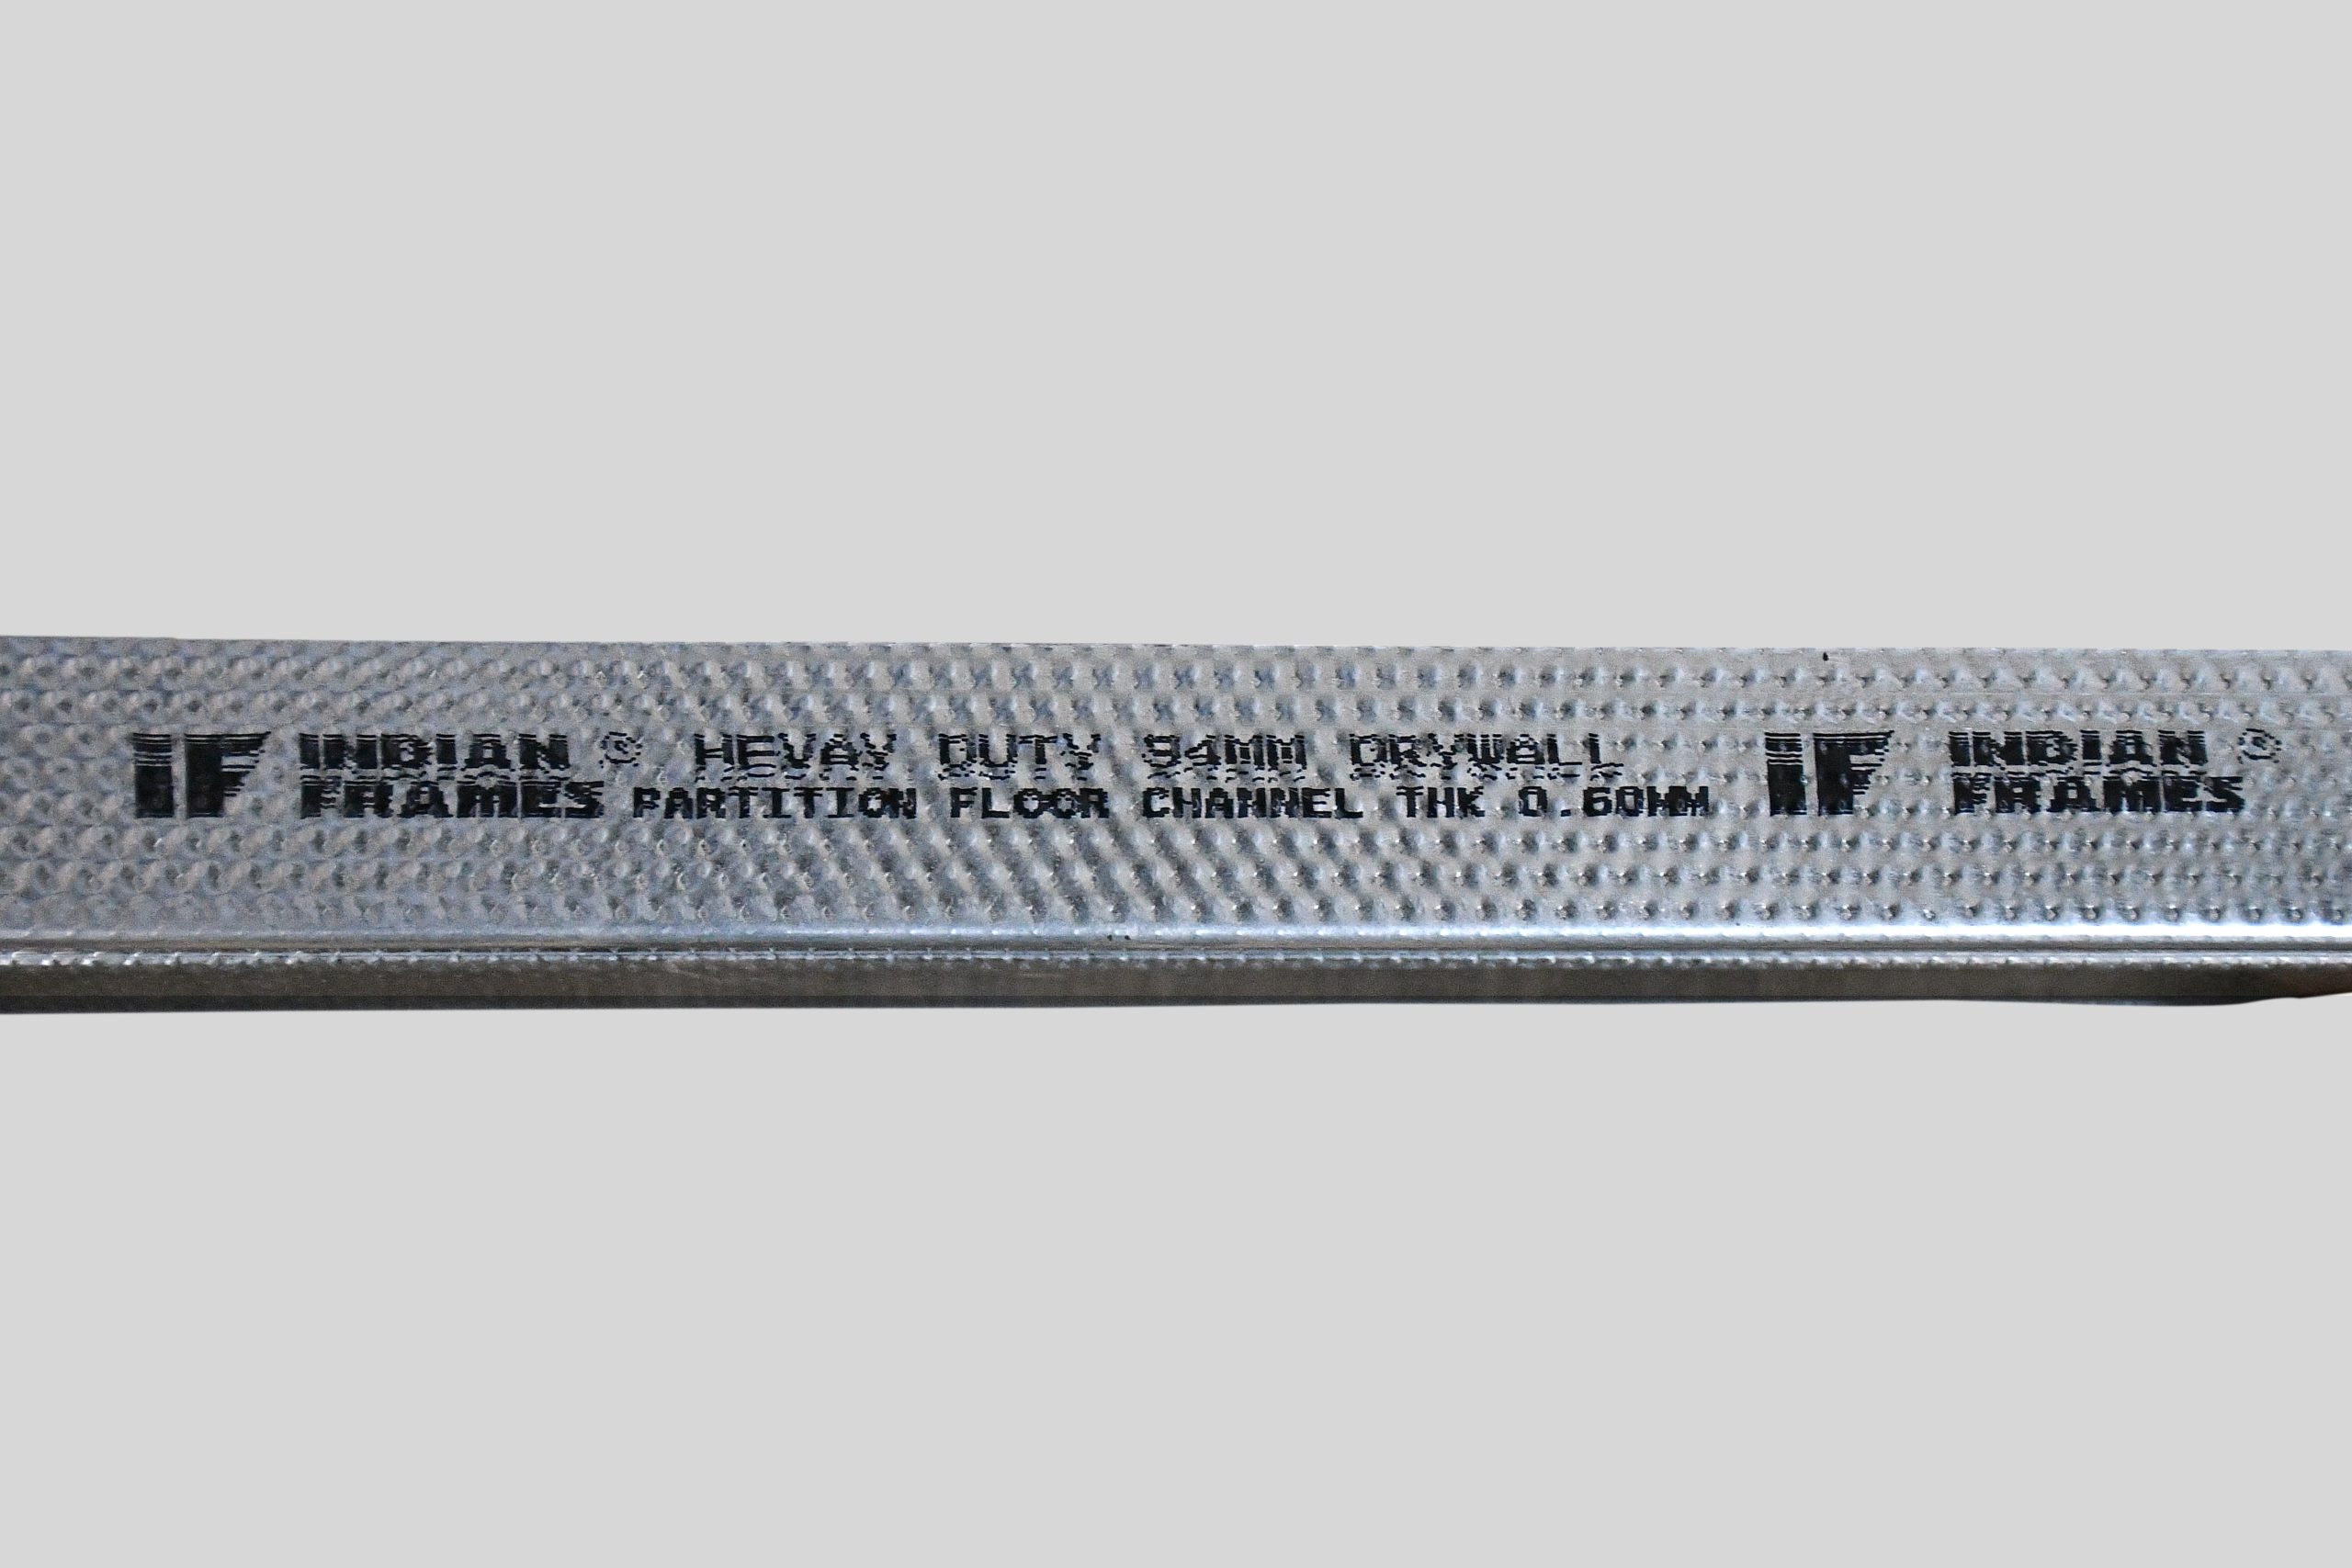 IF INDIAN © HEVAY DUTY 94MM DRYWALL IF INDIAN ©
FRAMES PARTITION FLOOR CHANNEL THK 0.60MM FRAMES